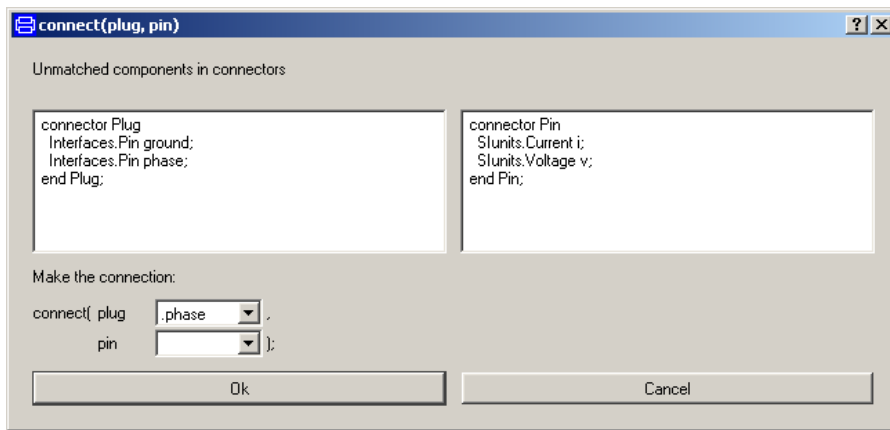 connect(plug, pin)
Unmatched components in connectors
connector Plug
Interfaces.Pin ground;
Interfaces.Pin phase;
end Plug;
connector Pin
SIunits.Current i;
SIunits.Voltage v;
end Pin;
Make the connection:
connect( plug .phase ,
pin );
Ok
Cancel